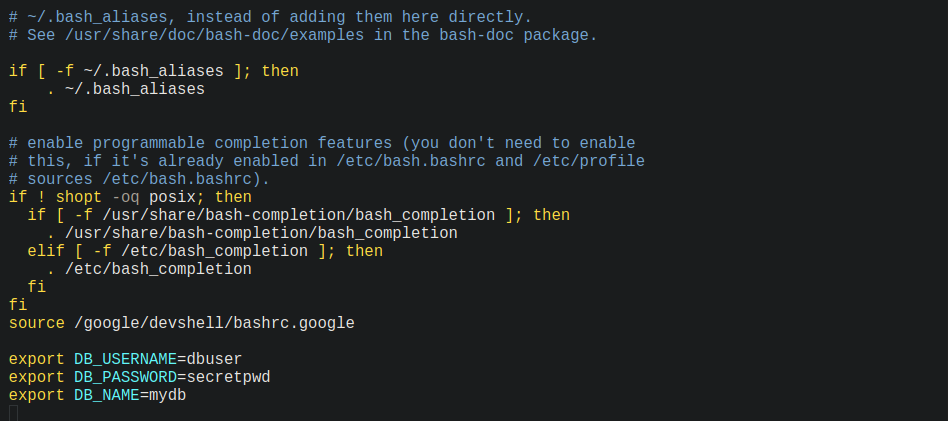 # ~/.bash_aliases, instead of adding them here directly.
# See /usr/share/doc/bash-doc/examples in the bash-doc package.

if [ -f ~/.bash_aliases ]; then
    . ~/.bash_aliases
fi

# enable programmable completion features (you don't need to enable
# this, if it's already enabled in /etc/bash.bashrc and /etc/profile
# sources /etc/bash.bashrc).
if ! shopt -oq posix; then
  if [ -f /usr/share/bash-completion/bash_completion ]; then
    . /usr/share/bash-completion/bash_completion
  elif [ -f /etc/bash_completion ]; then
    . /etc/bash_completion
  fi
fi
source /google/devshell/bashrc.google

export DB_USERNAME=dbuser
export DB_PASSWORD=secretpwd
export DB_NAME=mydb